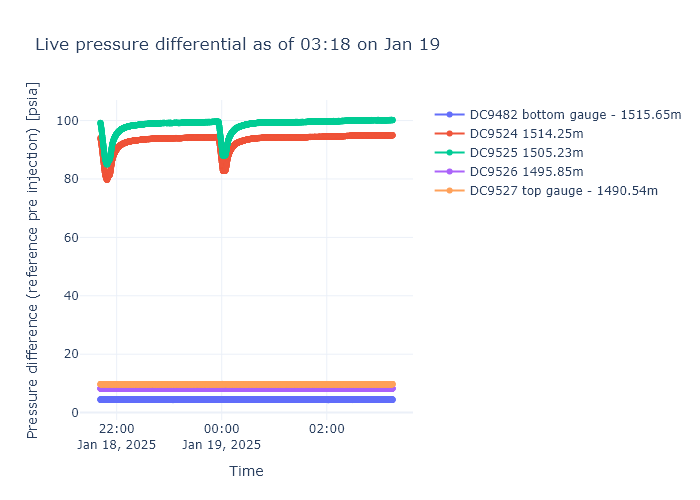 Live pressure differential as of 03:18 on Jan 19
Pressure difference (reference pre injection) [psia]
100
80
60
40
20
0
22:00
Jan 18, 2025
00:00
Jan 19, 2025
02:00
Time
DC9482 bottom gauge - 1515.65m
DC9524 1514.25m
DC9525 1505.23m
DC9526 1495.85m
DC9527 top gauge - 1490.54m